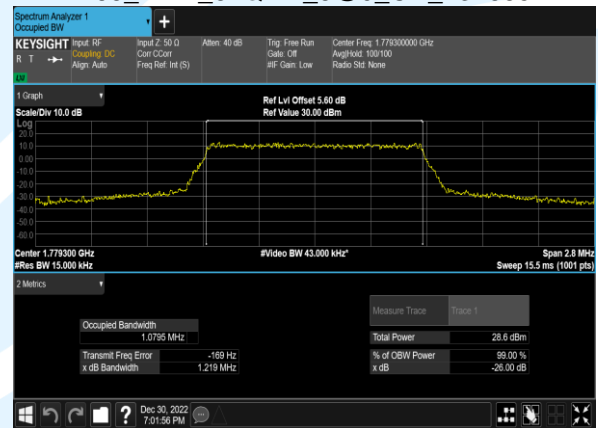 Spectrum Analyzer 1
Occupied BW
+
KEYSIGHT
R T
Input: RF
Coupling: DC
Align: Auto
Input Z: 50 Ω
Corr CCorr
Freq Ref: Int (S)
Atten: 40 dB
Trig: Free Run
Gate: Off
#IF Gain: Low
Center Freq: 1.779300000 GHz
Avg|Hold: 100/100
Radio Std: None
1 Graph
Ref Lvl Offset 5.60 dB
Scale/Div 10.0 dB
Ref Value 30.00 dBm
Log
20.0
10.0
0.00
-10.0
-20.0
-30.0
-40.0
-50.0
-60.0
Center 1.779300 GHz
#Video BW 43.000 kHz*
Span 2.8 MHz
#Res BW 15.000 kHz
Sweep 15.5 ms (1001 pts)
2 Metrics
Measure Trace
Trace 1
Occupied Bandwidth
1.0795 MHz
Total Power
28.6 dBm
Transmit Freq Error
-169 Hz
% of OBW Power
99.00 %
x dB Bandwidth
1.219 MHz
x dB
-26.00 dB
?
Dec 30, 2022
7:01:56 PM